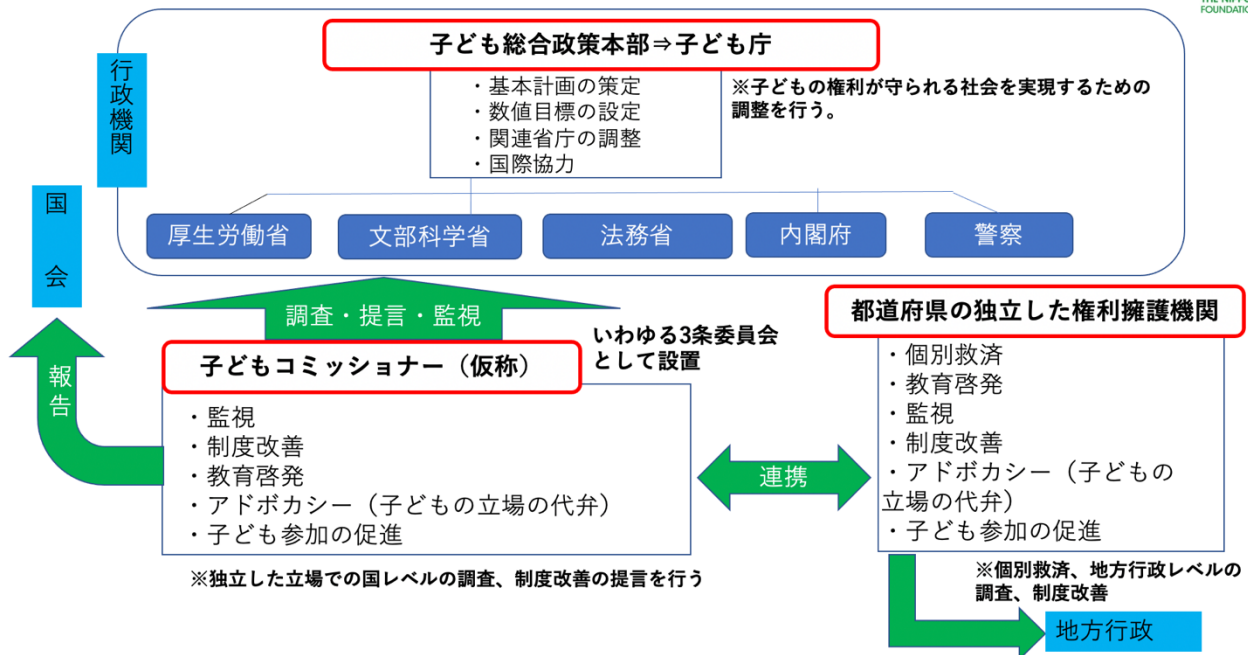 THE NIPPO
FOUNDATION
子ども総合政策本部⇒子ども庁
行政機関
・基本計画の策定
・数値目標の設定
・関連省庁の調整
・国際協力
※子どもの権利が守られる社会を実現するための
調整を行う。
国会
厚生労働省
文部科学省
法務省
内閣府
警察
調査・提言・監視
報告
いわゆる3条委員会
として設置
子どもコミッショナー（仮称）
・監視
・制度改善
・教育啓発
・アドボカシー（子どもの立場の代弁）
・子ども参加の促進
※独立した立場での国レベルの調査、制度改善の提言を行う
連携
都道府県の独立した権利擁護機関
・個別救済
・教育啓発
・監視
・制度改善
・アドボカシー（子どもの
立場の代弁）
・子ども参加の促進
※個別救済、地方行政レベルの
調査、制度改善
地方行政